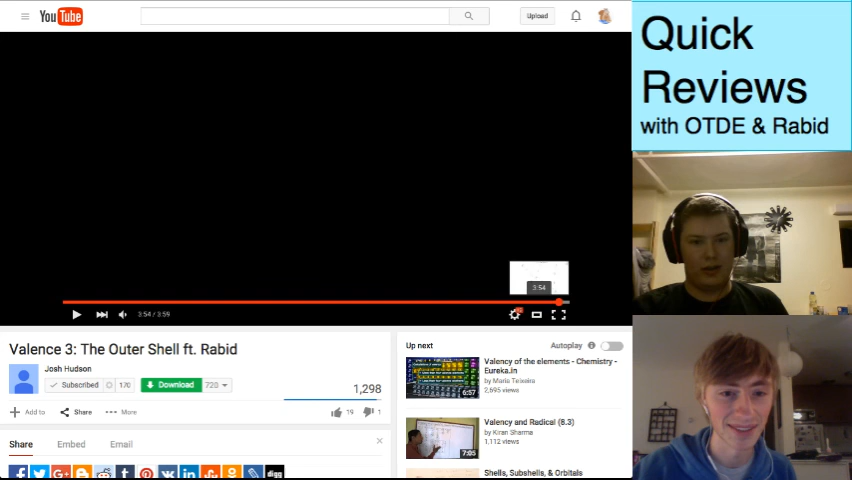 YouTube
Upload
Quick
Reviews
with OTDE & Rabid
3:54
3:54 / 3:59
720
Valence 3: The Outer Shell ft. Rabid
Josh Hudson
Subscribed 170
Download 720
1,298
Add to
Share
More
19
1
Share
Embed
Email
Up next
Autoplay
Valency of the elements - Chemistry -
Eureka.in
by Maria Teixeira
2,695 views
6:57
Valency and Radical (8.3)
by Kiran Sharma
1,112 views
7:05
Shells, Subshells, & Orbitals
digg